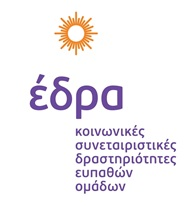 έδρα
κοινωνικές
συνεταιριστικές
δραστηριότητες
ευπαθών
ομάδων